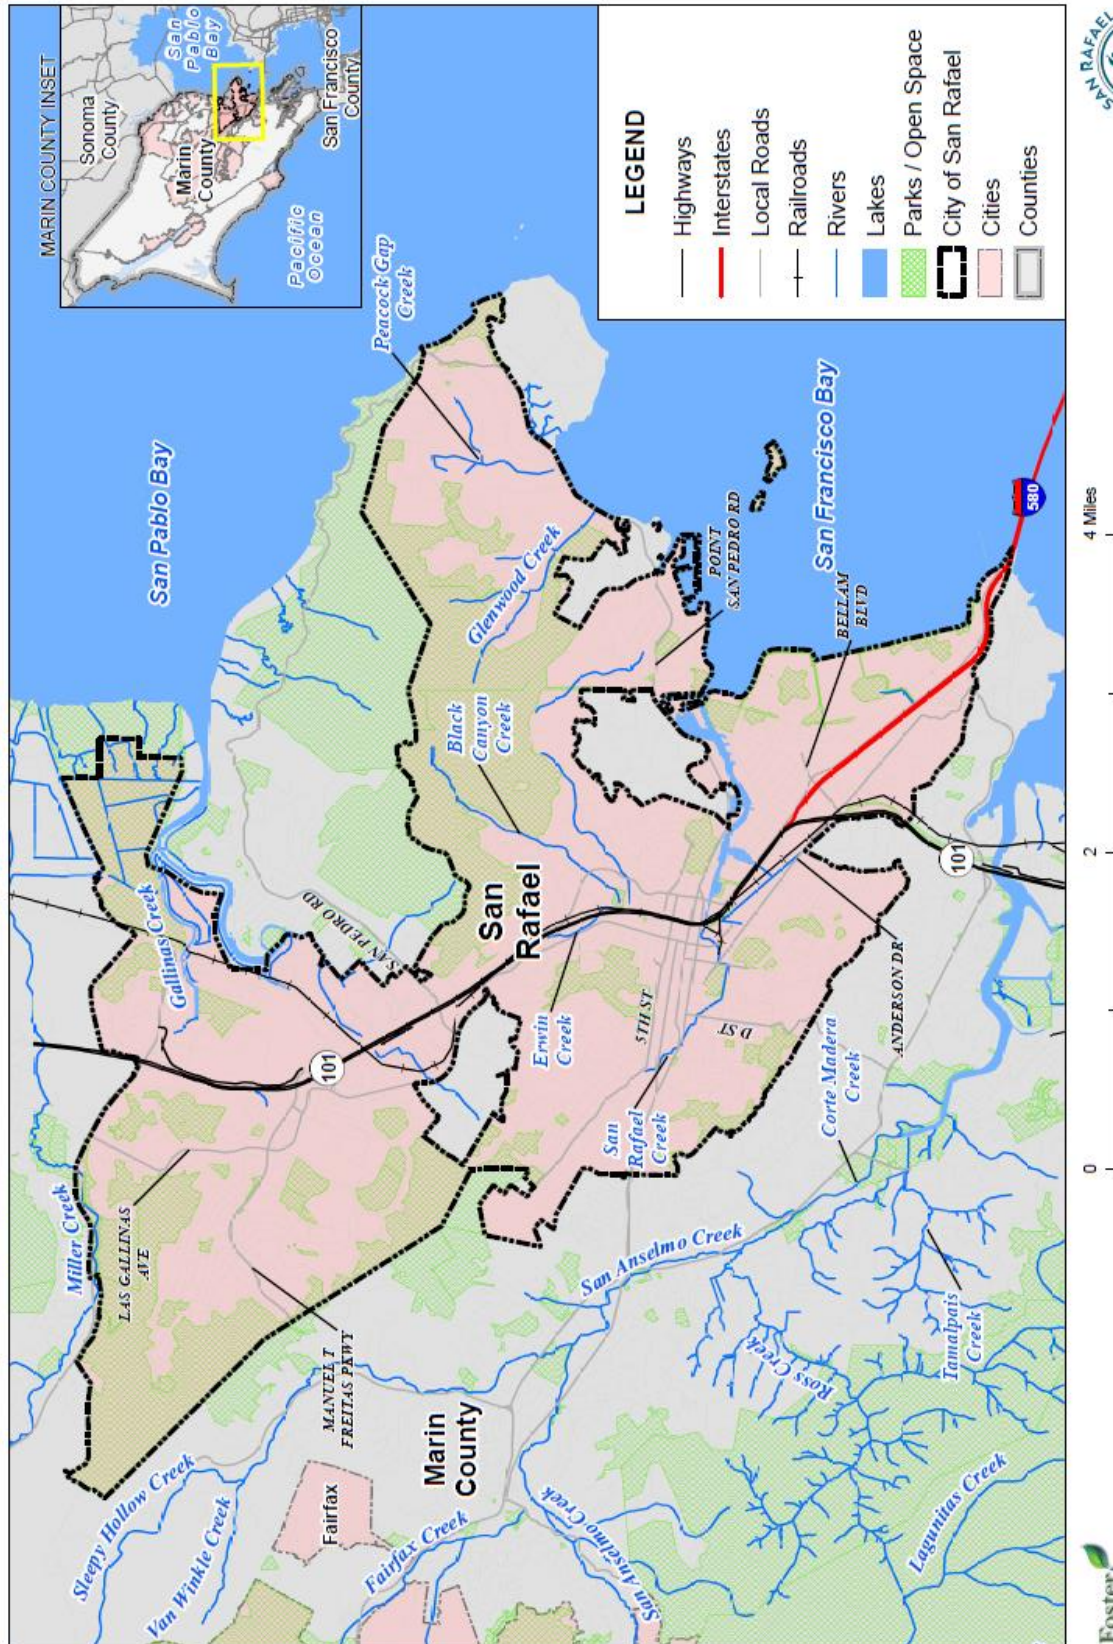 MARIN COUNTY INSET
Sonoma
County
San
Pablo
Bay
Marin
County
Pacific
Ocean
San Francisco
County
LEGEND
Highways
Interstates
Local Roads
Railroads
Rivers
Lakes
Parks / Open Space
City of San Rafael
Cities
Counties
San Pablo Bay
Peacock Gap
Creek
Miller Creek
LAS GALLINAS
AVE
Gallinas Creek
SAN PEDRO RD
101
MANUEL T
FREITAS PKWY
Sleepy Hollow Creek
Van Winkle Creek
Fairfax
Fairfax Creek
Marin
County
San Anselmo Creek
San Anselmo Creek
San
Rafael
Black
Canyon
Creek
Glenwood Creek
Erwin
Creek
San
Rafael
Creek
5TH ST
D ST
POINT
SAN PEDRO RD
San Francisco Bay
BELLAM
BLVD
ANDERSON DR
101
580
Corte Madera
Creek
Ross Creek
Tamalpais
Creek
Lagunitas Creek
0
2
4 Miles
Foster
SAN RAFAEL